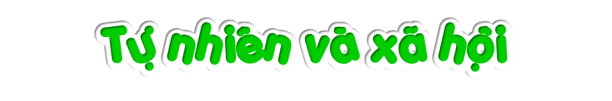 Tự nhiên và xã hội